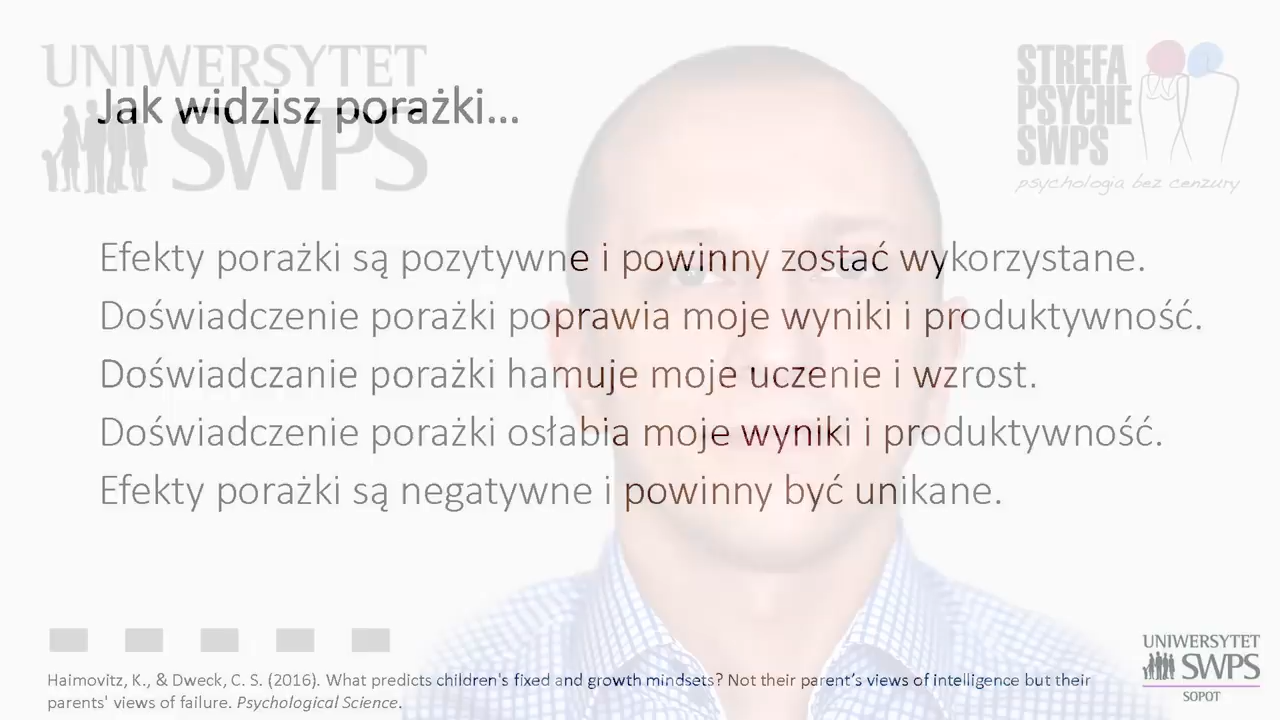 UNIWERSYTET
SWPS
STREFA
PSYCHE
SWPS
psychologia bez cenzury
Jak widzisz porażki...
Efekty porażki są pozytywne i powinny zostać wykorzystane.
Doświadczenie porażki poprawia moje wyniki i produktywność.
Doświadczanie porażki hamuje moje uczenie i wzrost.
Doświadczenie porażki osłabia moje wyniki i produktywność.
Efekty porażki są negatywne i powinny być unikane.
Haimovitz, K., & Dweck, C. S. (2016). What predicts children's fixed and growth mindsets? Not their parent’s views of intelligence but their
parents' views of failure. Psychological Science.
UNIWERSYTET
SWPS
SOPOT